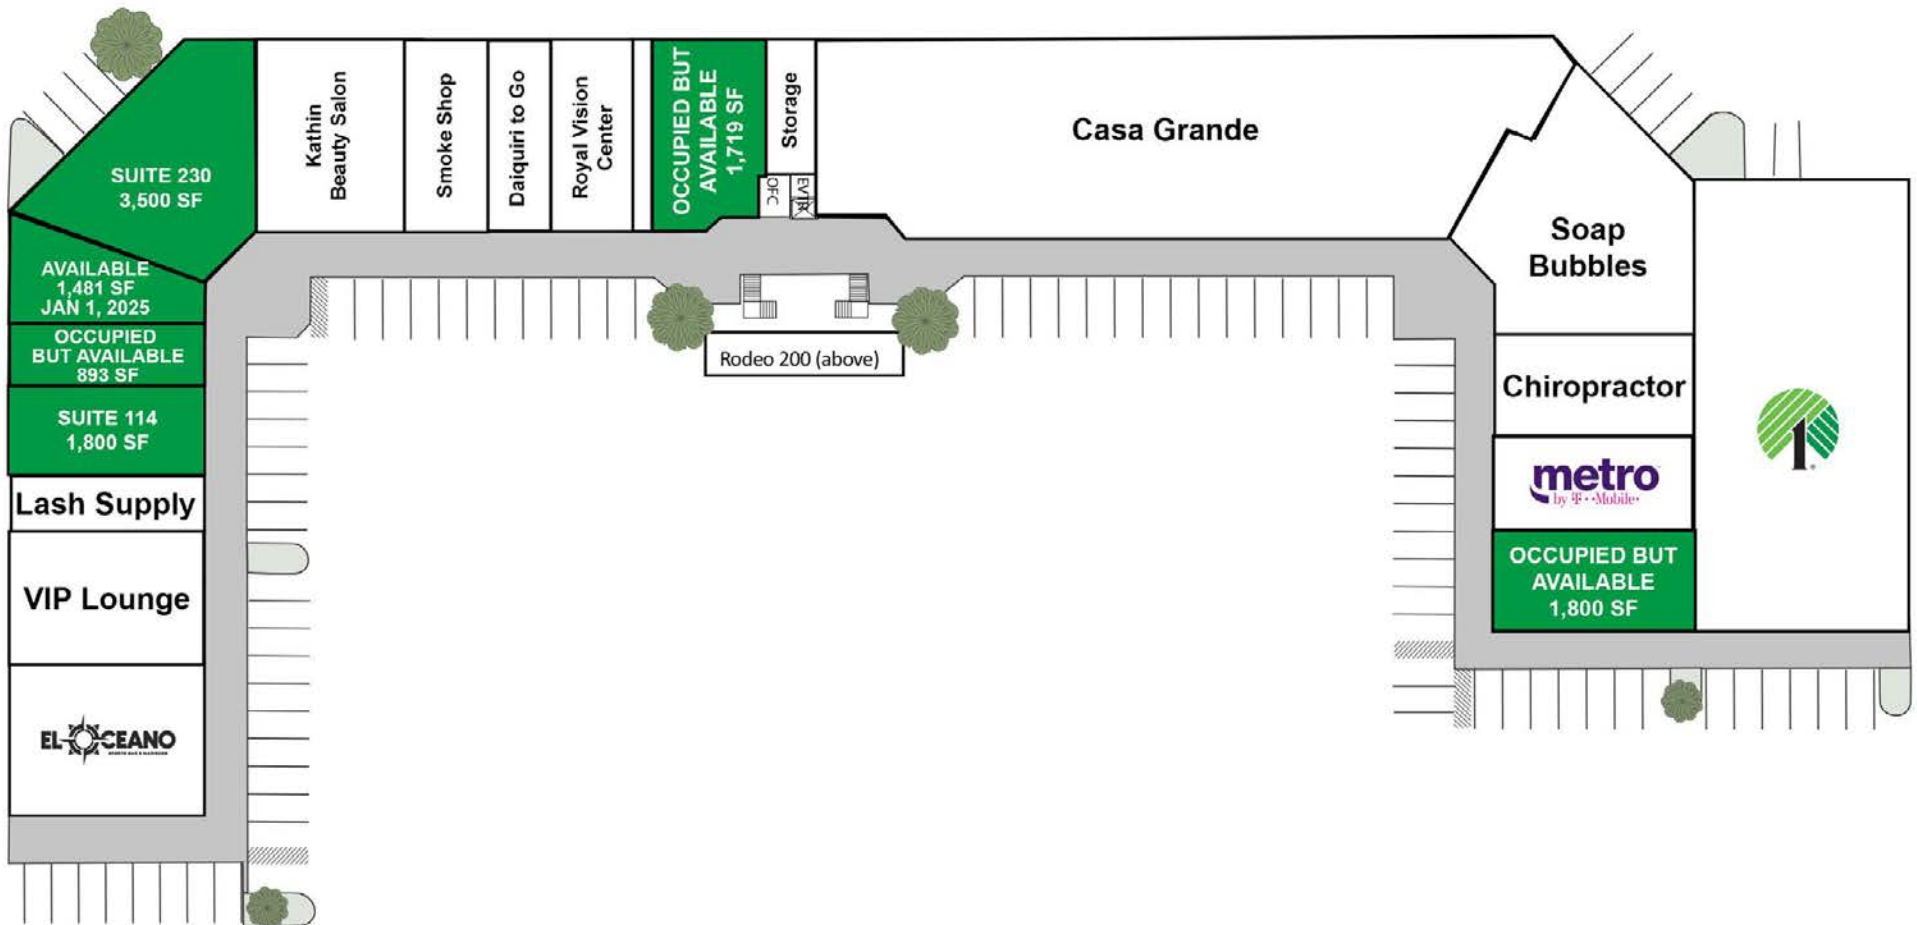 SUITE 230
3,500 SF
Kathin
Beauty Salon
Smoke Shop
Daiquiri to Go
Royal Vision
Center
OCCUPIED BUT
AVAILABLE
1,719 SF
Storage
OFC
Casa Grande
Soap
Bubbles
AVAILABLE
1,481 SF
JAN 1, 2025
OCCUPIED
BUT AVAILABLE
893 SF
SUITE 114
1,800 SF
Lash Supply
VIP Lounge
EL OCEANO
Rodeo 200 (above)
Chiropractor
metro
by T-Mobile
1
OCCUPIED BUT
AVAILABLE
1,800 SF